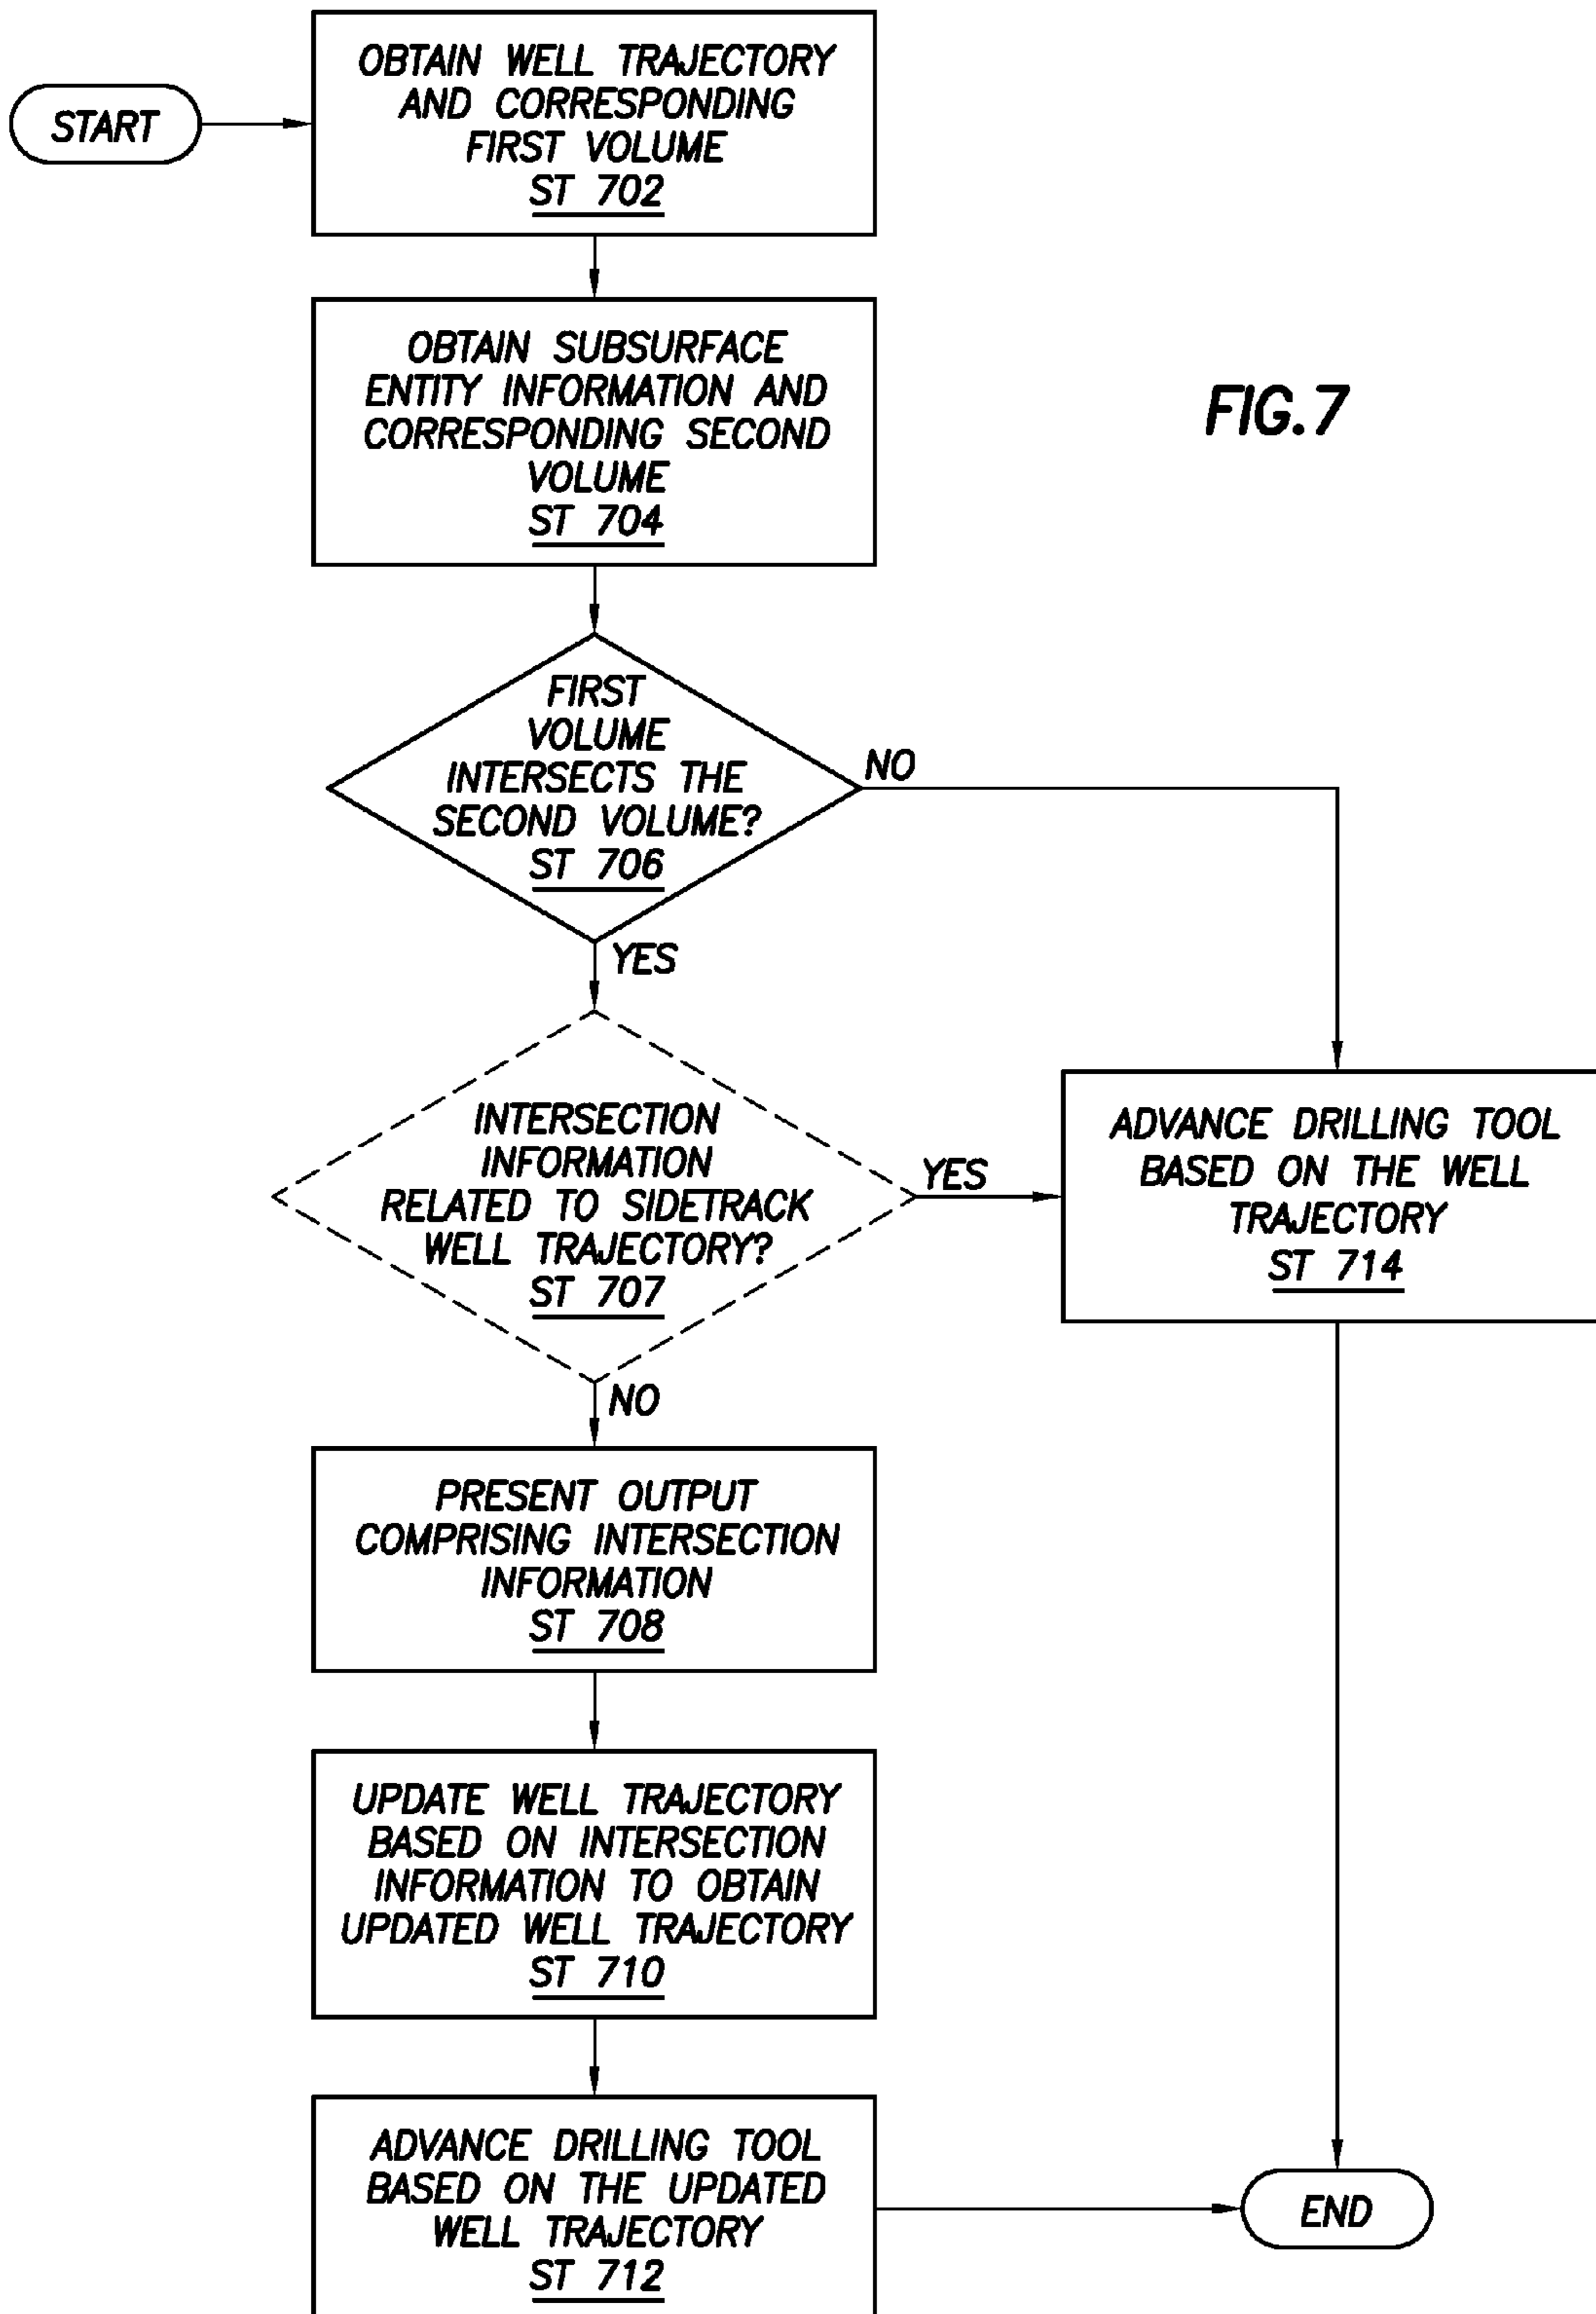 START
OBTAIN WELL TRAJECTORY
AND CORRESPONDING
FIRST VOLUME
ST 702
OBTAIN SUBSURFACE
ENTITY INFORMATION AND
CORRESPONDING SECOND
VOLUME
ST 704
FIG.7
FIRST
VOLUME
INTERSECTS THE
SECOND VOLUME?
ST 706
NO
YES
INTERSECTION
INFORMATION
RELATED TO SIDETRACK
WELL TRAJECTORY?
ST 707
YES
NO
ADVANCE DRILLING TOOL
BASED ON THE WELL
TRAJECTORY
ST 714
PRESENT OUTPUT
COMPRISING INTERSECTION
INFORMATION
ST 708
UPDATE WELL TRAJECTORY
BASED ON INTERSECTION
INFORMATION TO OBTAIN
UPDATED WELL TRAJECTORY
ST 710
ADVANCE DRILLING TOOL
BASED ON THE UPDATED
WELL TRAJECTORY
ST 712
END